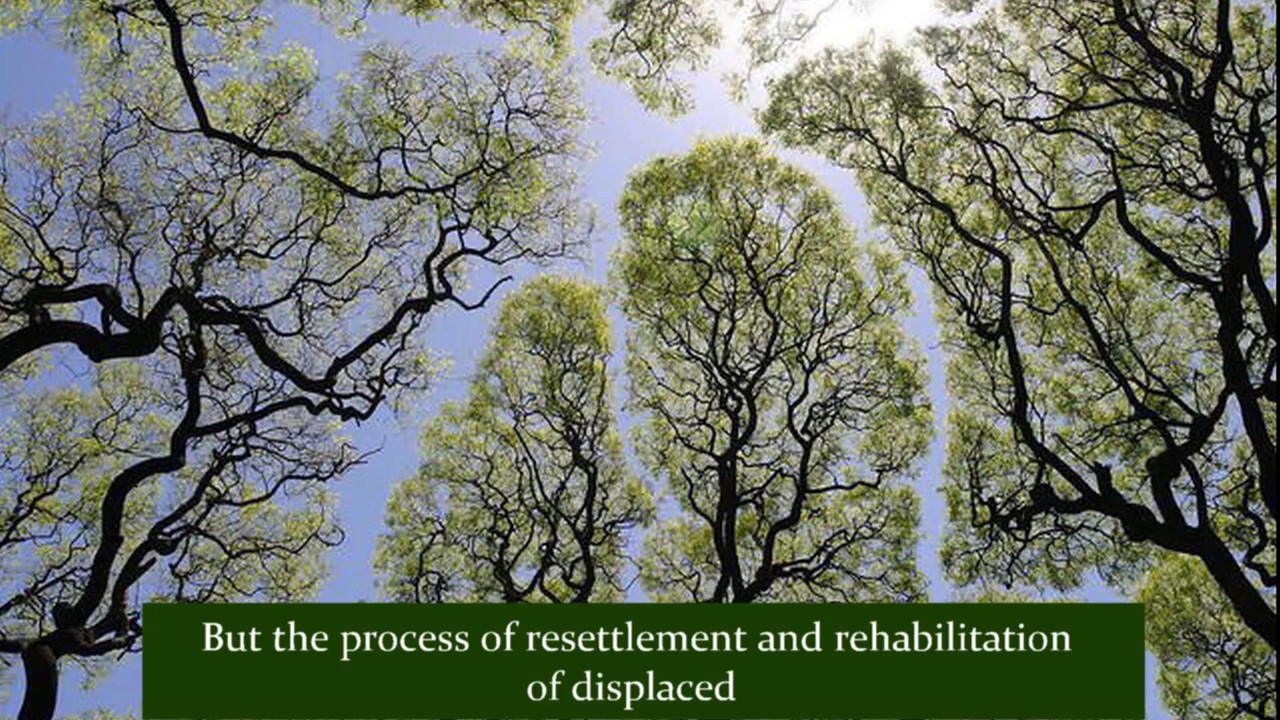 But the process of resettlement and rehabilitation
of displaced